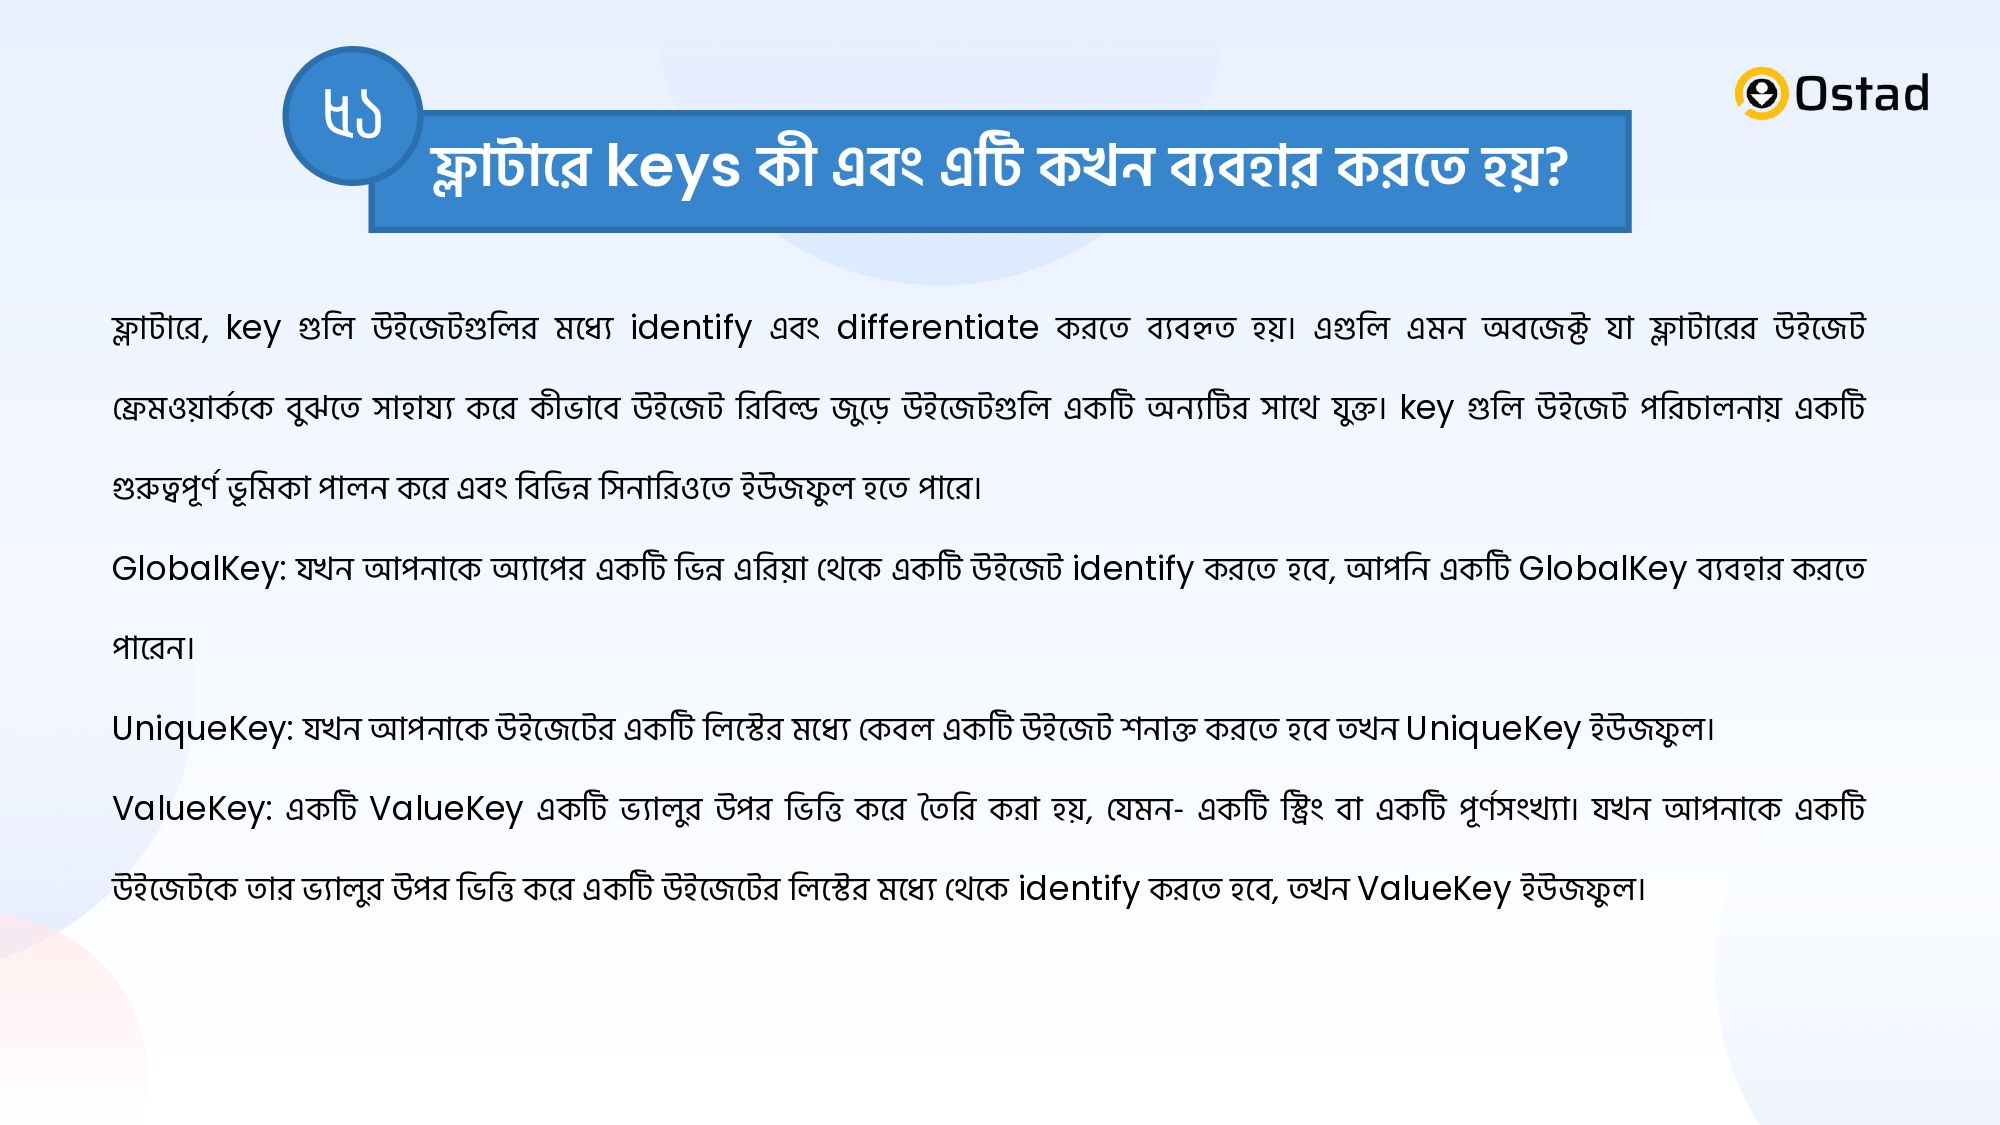 ৫১
Ostad
ফ্লাটারে keys কী এবং এটি কখন ব্যবহার করতে হয়?
ফ্লাটারে, key গুলি উইজেটগুলির মধ্যে identify এবং differentiate করতে ব্যবহৃত হয়। এগুলি এমন অবজেক্ট যা ফ্লাটারের উইজেট
ফ্রেমওয়ার্ককে বুঝতে সাহায্য করে কীভাবে উইজেট রিবিল্ড জুড়ে উইজেটগুলি একটি অন্যটির সাথে যুক্ত। key গুলি উইজেট পরিচালনায় একটি
গুরুত্বপূর্ণ ভূমিকা পালন করে এবং বিভিন্ন সিনারিওতে ইউজফুল হতে পারে।
GlobalKey: যখন আপনাকে অ্যাপের একটি ভিন্ন এরিয়া থেকে একটি উইজেট identify করতে হবে, আপনি একটি GlobalKey ব্যবহার করতে
পারেন।
UniqueKey: যখন আপনাকে উইজেটের একটি লিস্টের মধ্যে কেবল একটি উইজেট শনাক্ত করতে হবে তখন UniqueKey ইউজফুল।
ValueKey: একটি ValueKey একটি ভ্যালুর উপর ভিত্তি করে তৈরি করা হয়, যেমন- একটি স্ট্রিং বা একটি পূর্ণসংখ্যা। যখন আপনাকে একটি
উইজেটকে তার ভ্যালুর উপর ভিত্তি করে একটি উইজেটের লিস্টের মধ্যে থেকে identify করতে হবে, তখন ValueKey ইউজফুল।